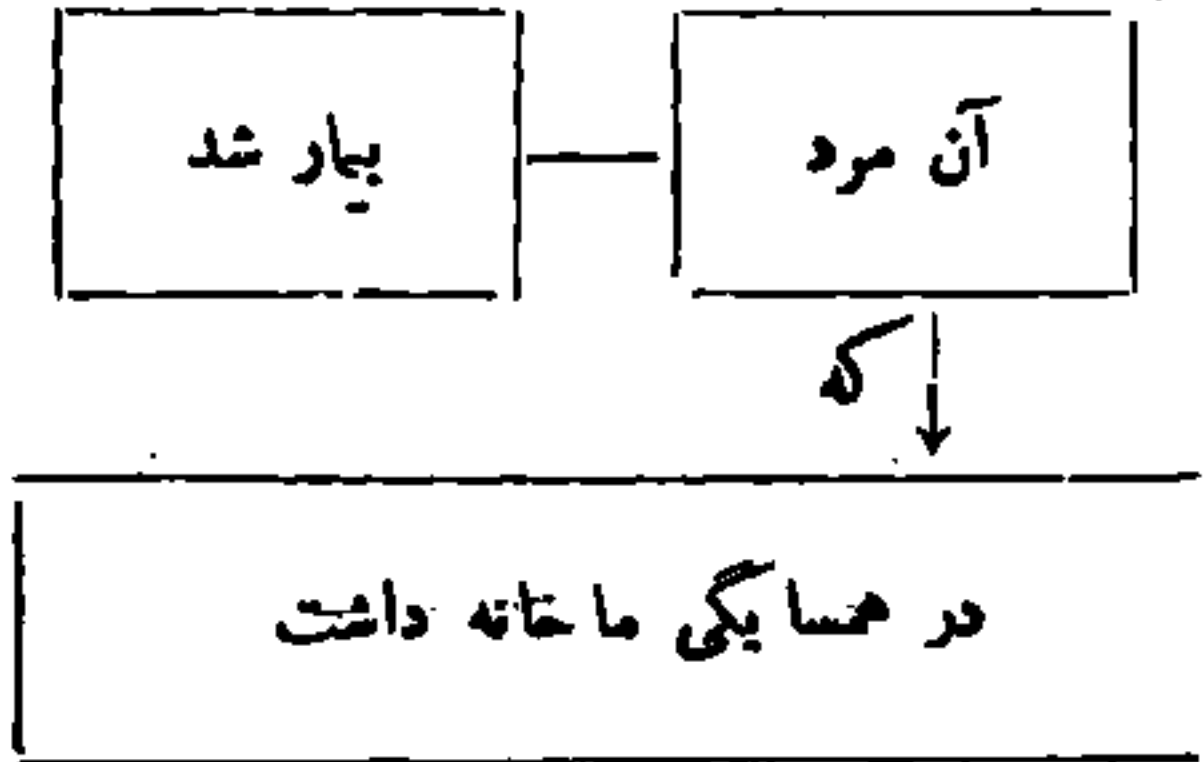 آن مرد
بیمار شد
که
در همسایگی ما خانه داشت